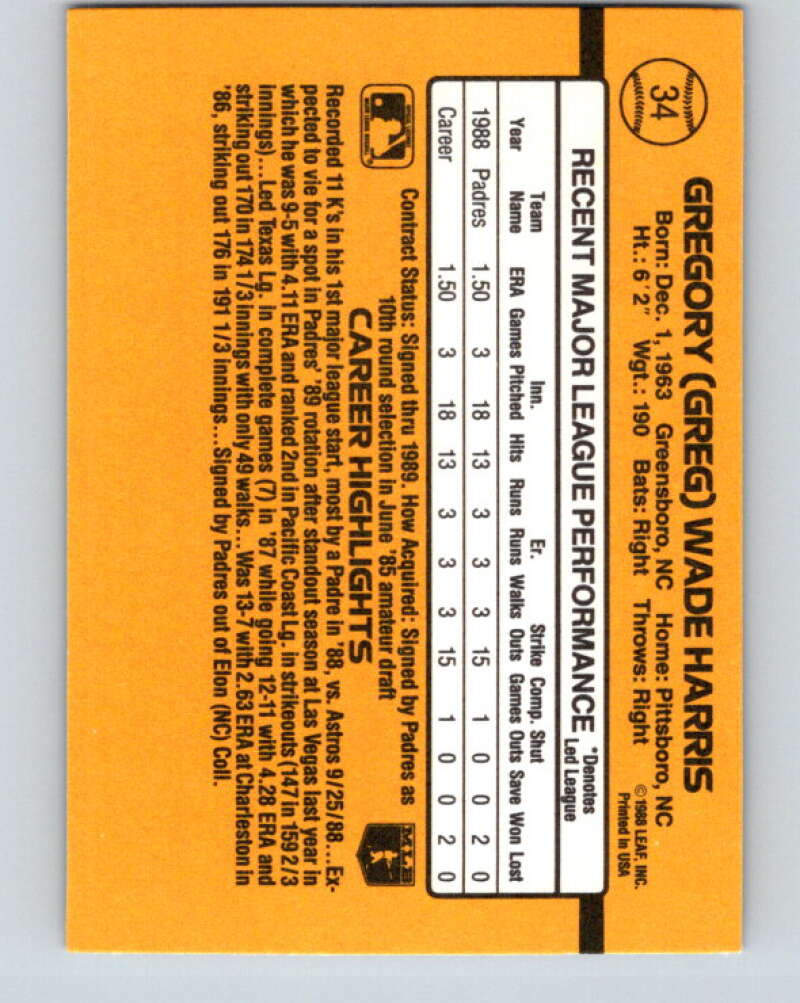 34
GREGORY (GREG) WADE HARRIS
Born: Dec. 1, 1963 Greensboro, NC Home: Pittsboro, NC
Ht.: 6'2" Wgt.: 190 Bats: Right Throws: Right
© 1988 LEAF, INC.
Printed in USA
RECENT MAJOR LEAGUE PERFORMANCE *Denotes
Led League
Team Inn. Er. Strike Comp. Shut
Year Name ERA Games Pitched Hits Runs Runs Walks Outs Games Outs Save Won Lost
1988 Padres 1.50 3 18 13 3 3 3 15 1 0 0 2 0
Career 1.50 3 18 13 3 3 3 15 1 0 0 2 0
Contract Status: Signed thru 1989. How Acquired: Signed by Padres as
10th round selection in June '85 amateur draft
MLB
CAREER HIGHLIGHTS
Recorded 11 K's in his 1st major league start, most by a Padre in '88, vs. Astros 9/25/88...Ex-
pected to vie for a spot in Padres' '89 rotation after standout season at Las Vegas last year in
which he was 9-5 with 4.11 ERA and ranked 2nd in Pacific Coast Lg. in strikeouts (147 in 159 2/3
innings)...Led Texas Lg. in complete games (7) in '87 while going 12-11 with 4.28 ERA and
striking out 170 in 174 1/3 innings with only 49 walks...Was 13-7 with 2.63 ERA at Charleston in
'86, striking out 176 in 191 1/3 innings...Signed by Padres out of Elon (NC) Coll.